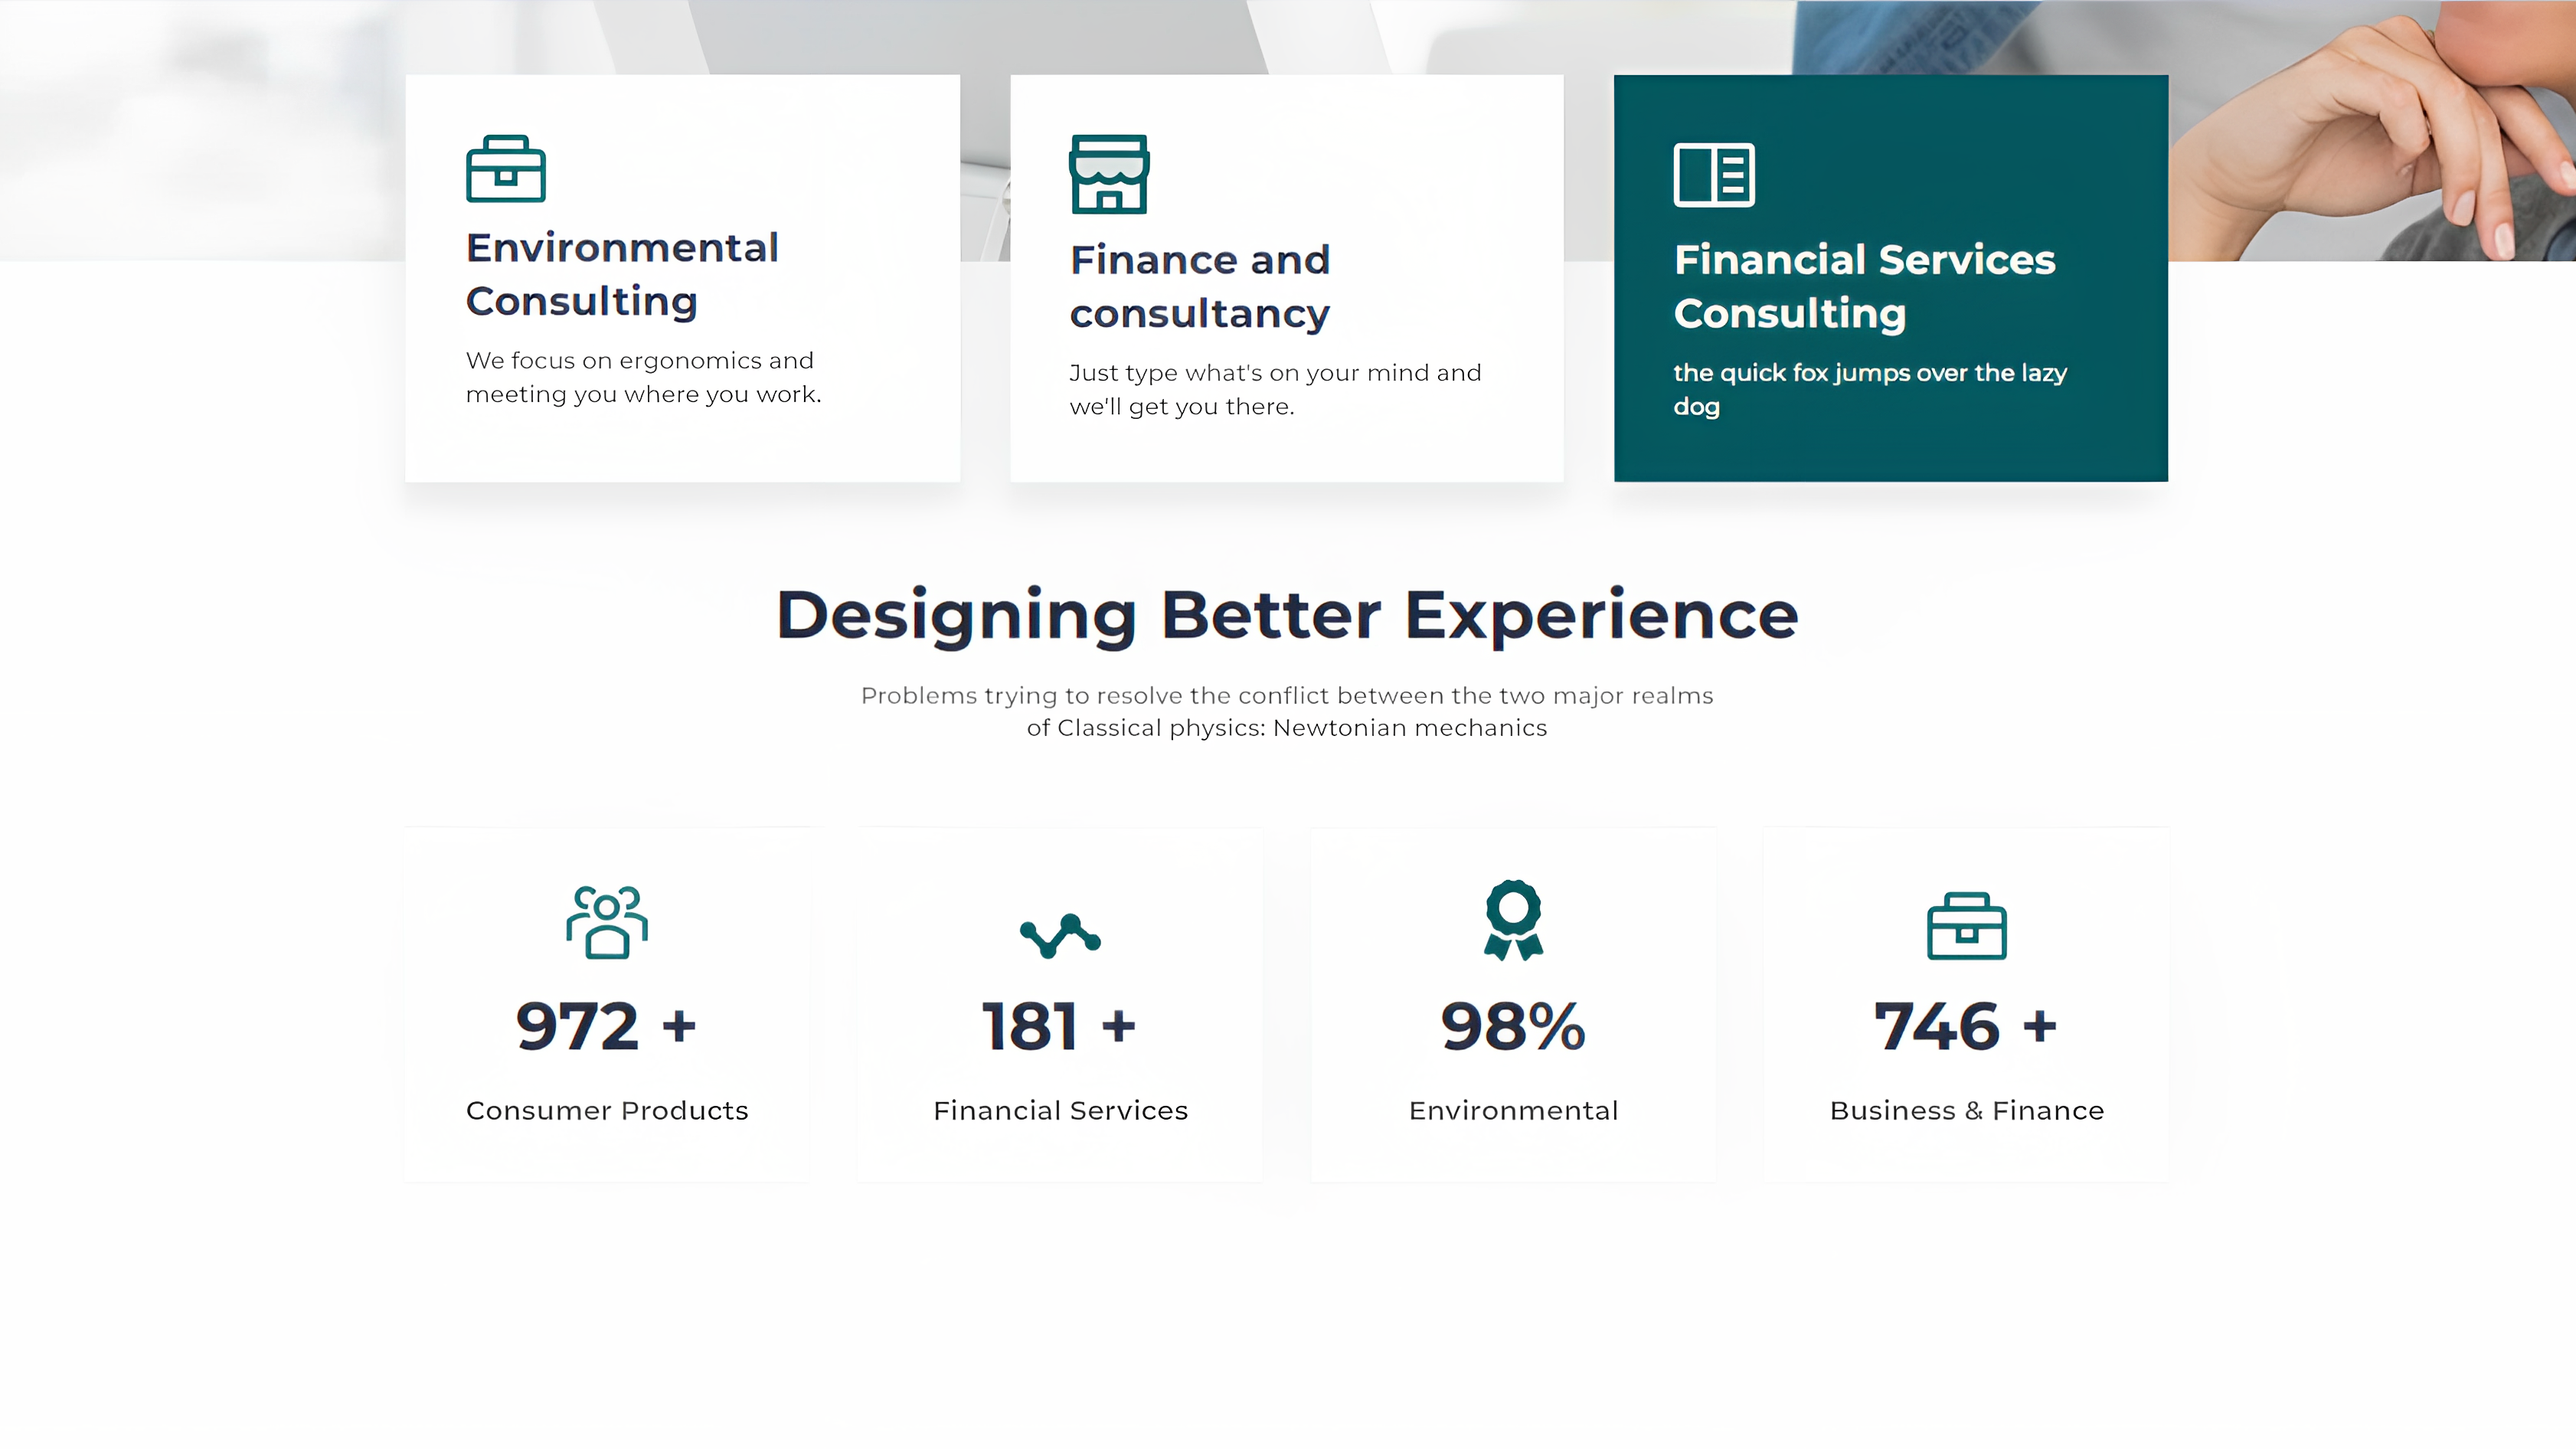 Environmental
Consulting
We focus on ergonomics and
meeting you where you work.
Finance and
consultancy
Just type what's on your mind and
we'll get you there.
Financial Services
Consulting
the quick fox jumps over the lazy
dog
Designing Better Experience
Problems trying to resolve the conflict between the two major realms
of Classical physics: Newtonian mechanics
972 +
Consumer Products
181 +
Financial Services
98%
Environmental
746 +
Business & Finance